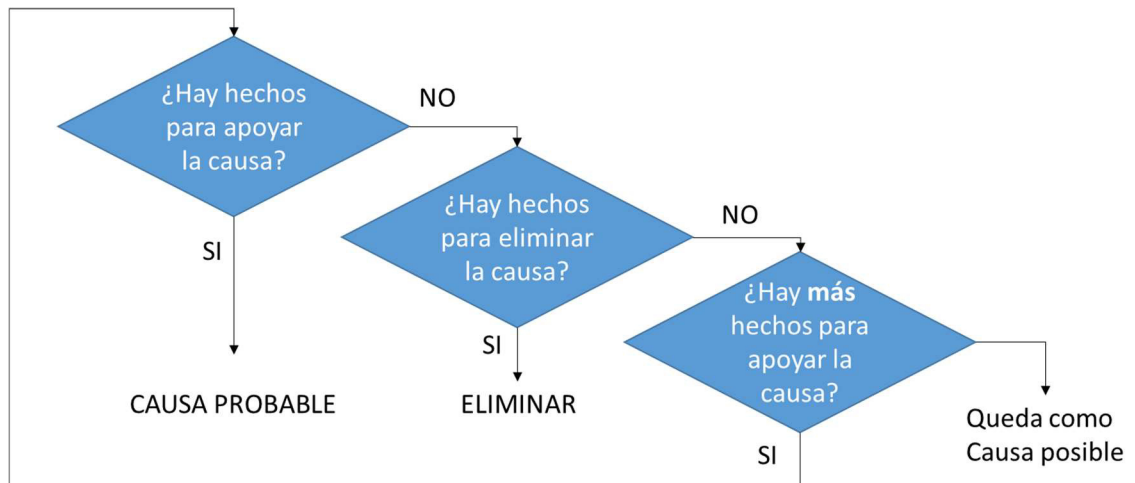 ¿Hay hechos
para apoyar
la causa?
NO
¿Hay hechos
para eliminar
la causa?
NO
SI
¿Hay más
hechos para
apoyar la
causa?
SI
CAUSA PROBABLE
ELIMINAR
Queda como
Causa posible
SI